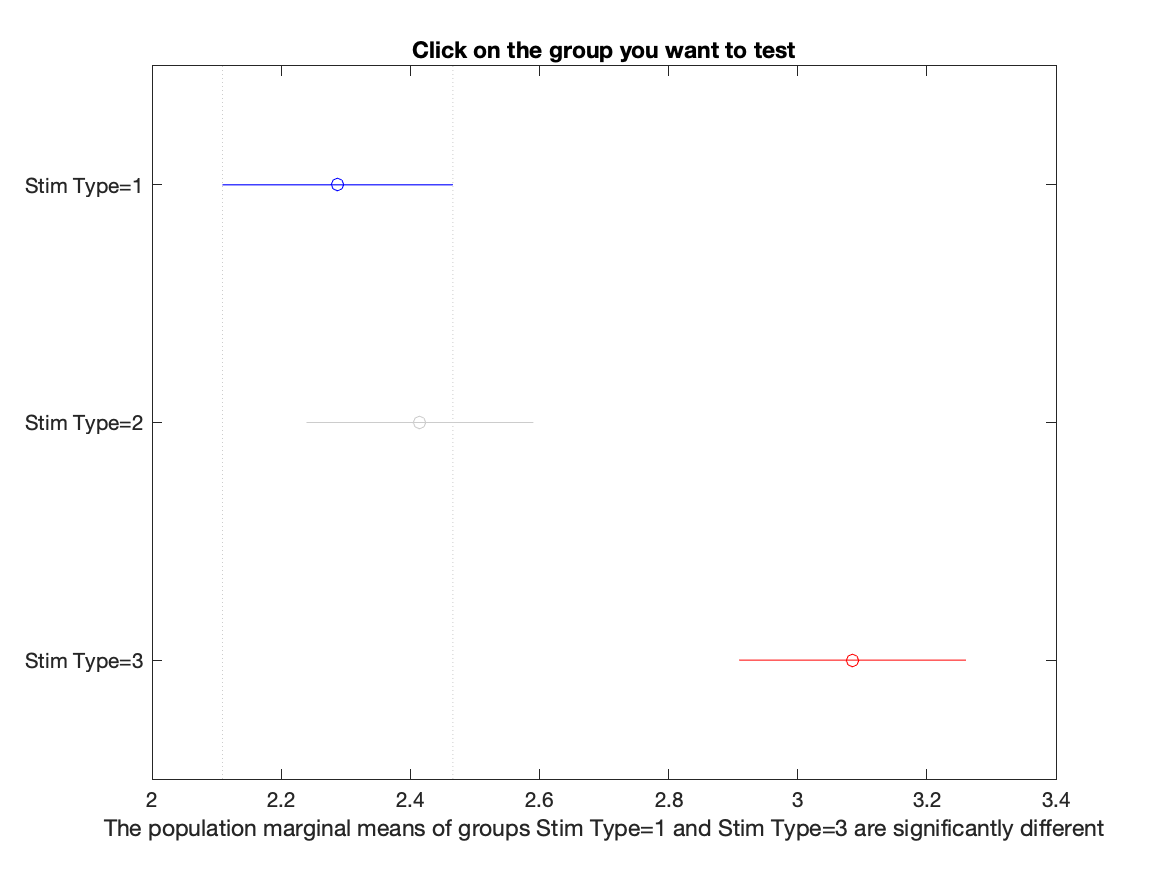 Click on the group you want to test
Stim Type=1
Stim Type=2
Stim Type=3
2 2.2 2.4 2.6 2.8 3 3.2 3.4
The population marginal means of groups Stim Type=1 and Stim Type=3 are significantly different